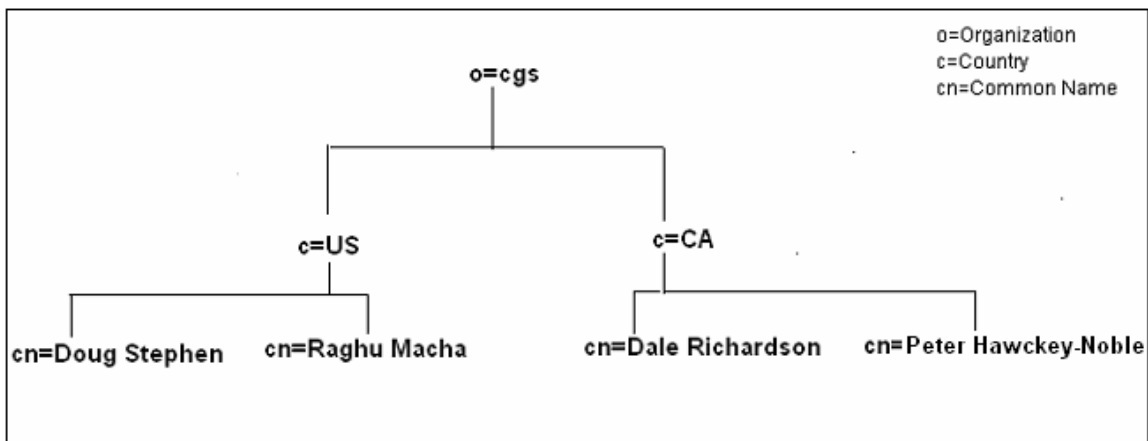 o=Organization
c=Country
cn=Common Name
o=cgs
c=US
c=CA
cn=Doug Stephen
cn=Raghu Macha
cn=Dale Richardson
cn=Peter Hawckey-Noble